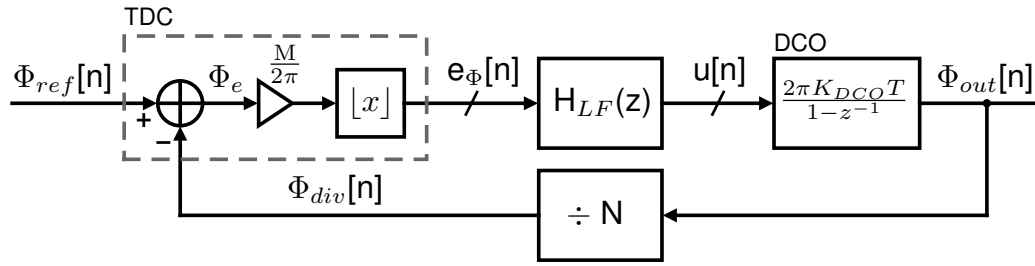 TDC
DCO
Φref[n]
+
−
Φe
M/2π
⌊x⌋
eΦ[n]
HLF(z)
u[n]
2πKDCOT/1−z−1
Φout[n]
Φdiv[n]
÷ N